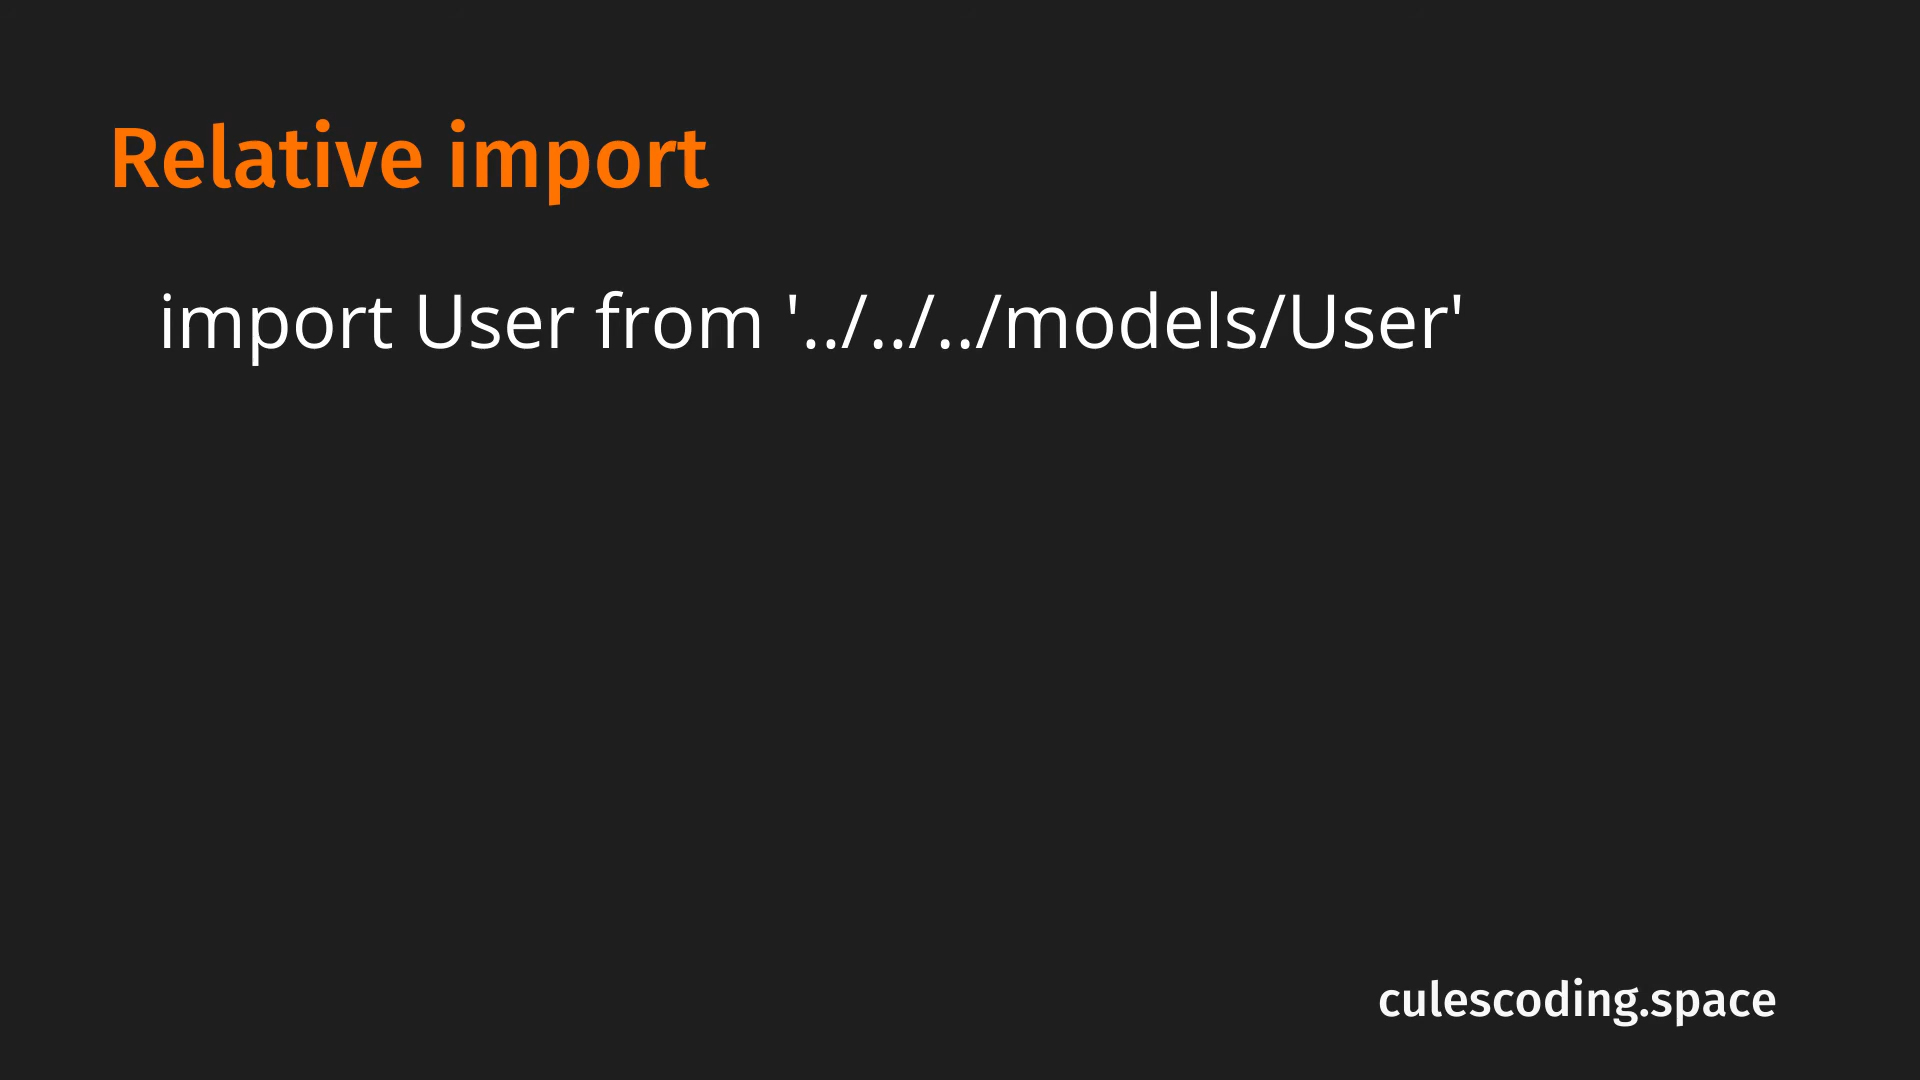 Relative import
import User from '../../../models/User'
culescoding.space